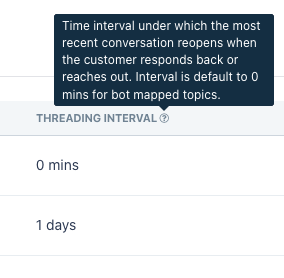 Time interval under which the most
recent conversation reopens when
the customer responds back or
reaches out. Interval is default to 0
mins for bot mapped topics.
THREADING INTERVAL
0 mins
1 days